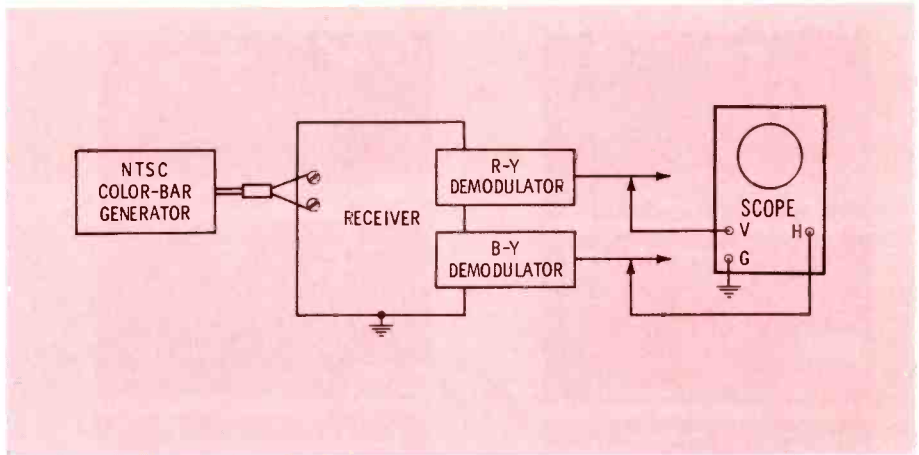 NTSC
COLOR-BAR
GENERATOR
RECEIVER
R-Y
DEMODULATOR
B-Y
DEMODULATOR
SCOPE
V
H
G